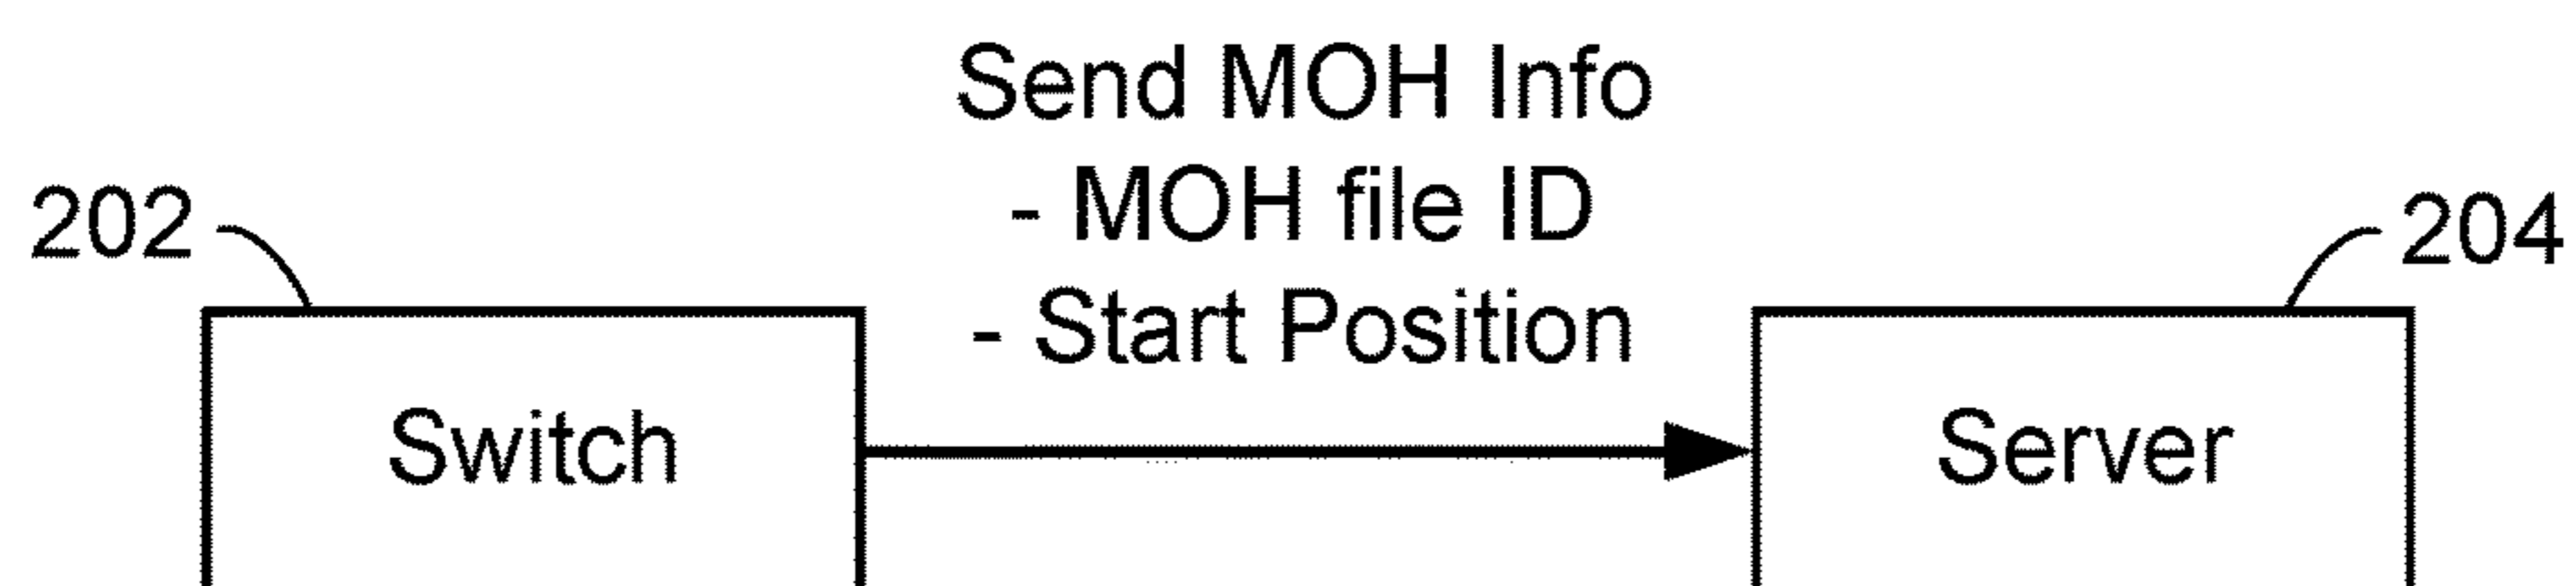 Send MOH Info
- MOH file ID
- Start Position
202
204
Switch
Server